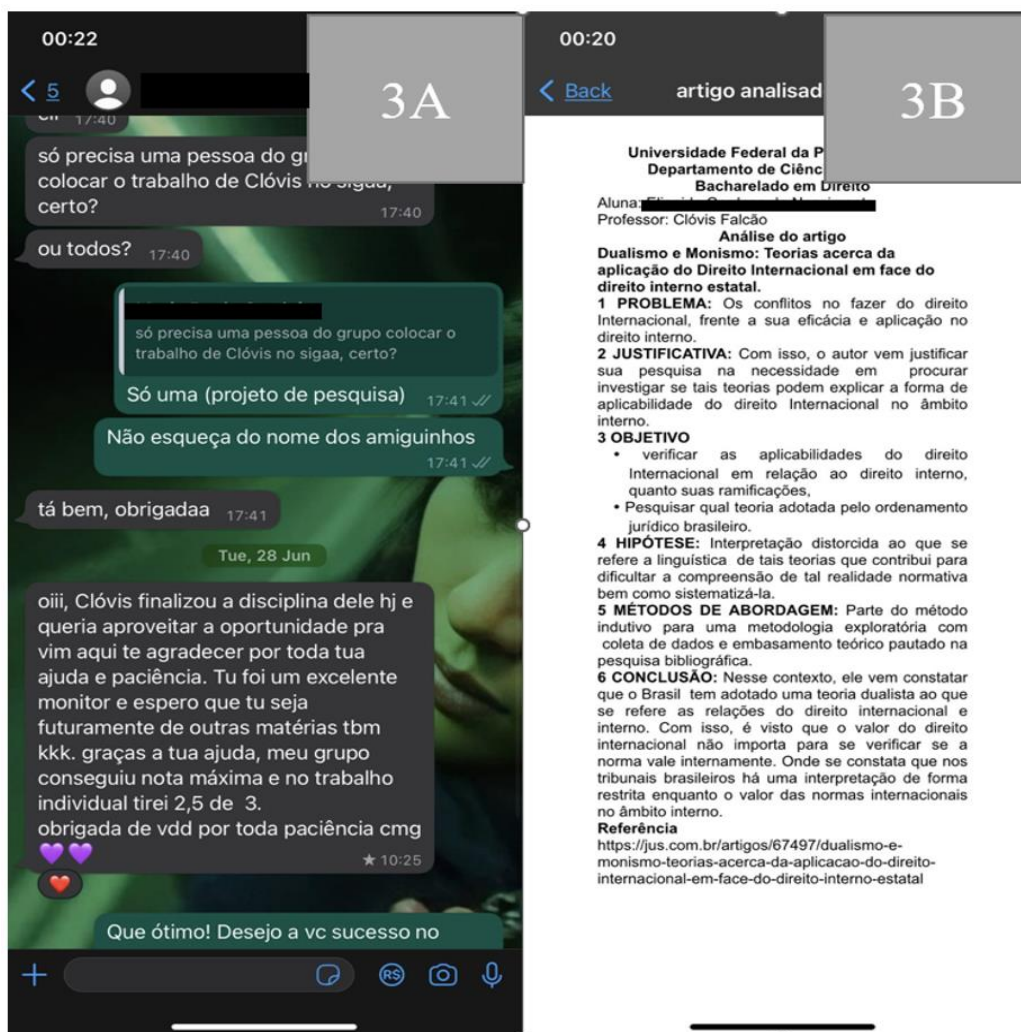 00:22
5
3A
17:40
só precisa uma pessoa do
colocar o trabalho de Clóvis no sigaa,
certo?
17:40
ou todos? 17:40
só precisa uma pessoa do grupo colocar o
trabalho de Clóvis no sigaa, certo?
Só uma (projeto de pesquisa) 17:41
Não esqueça do nome dos amiguinhos
17:41
tá bem, obrigadaa 17:41
Tue, 28 Jun
oiii, Clóvis finalizou a disciplina dele hj e
queria aproveitar a oportunidade pra
vim aqui te agradecer por toda tua
ajuda e paciência. Tu foi um excelente
monitor e espero que tu seja
futuramente de outras matérias tbm
kkk. graças a tua ajuda, meu grupo
conseguiu nota máxima e no trabalho
individual tirei 2,5 de 3.
obrigada de vdd por toda paciência cmg
💜💜
★ 10:25
❤️
Que ótimo! Desejo a vc sucesso no
R$
00:20
Back
artigo analisad
3B
Universidade Federal da P
Departamento de Ciênc
Bacharelado em Direito
Aluna:
Professor: Clóvis Falcão
Análise do artigo
Dualismo e Monismo: Teorias acerca da
aplicação do Direito Internacional em face do
direito interno estatal.
1 PROBLEMA: Os conflitos no fazer do direito
Internacional, frente a sua eficácia e aplicação no
direito interno.
2 JUSTIFICATIVA: Com isso, o autor vem justificar
sua pesquisa na necessidade em procurar
investigar se tais teorias podem explicar a forma de
aplicabilidade do direito Internacional no âmbito
interno.
3 OBJETIVO
• verificar as aplicabilidades do direito
Internacional em relação ao direito interno,
quanto suas ramificações,
• Pesquisar qual teoria adotada pelo ordenamento
jurídico brasileiro.
4 HIPÓTESE: Interpretação distorcida ao que se
refere a linguística de tais teorias que contribui para
dificultar a compreensão de tal realidade normativa
bem como sistematizá-la.
5 MÉTODOS DE ABORDAGEM: Parte do método
indutivo para uma metodologia exploratória com
coleta de dados e embasamento teórico pautado na
pesquisa bibliográfica.
6 CONCLUSÃO: Nesse contexto, ele vem constatar
que o Brasil tem adotado uma teoria dualista ao que
se refere as relações do direito internacional e
interno. Com isso, é visto que o valor do direito
internacional não importa para se verificar se a
norma vale internamente. Onde se constata que nos
tribunais brasileiros há uma interpretação de forma
restrita enquanto o valor das normas internacionais
no âmbito interno.
Referência
https://jus.com.br/artigos/67497/dualismo-e-
monismo-teorias-acerca-da-aplicacao-do-direito-
internacional-em-face-do-direito-interno-estatal